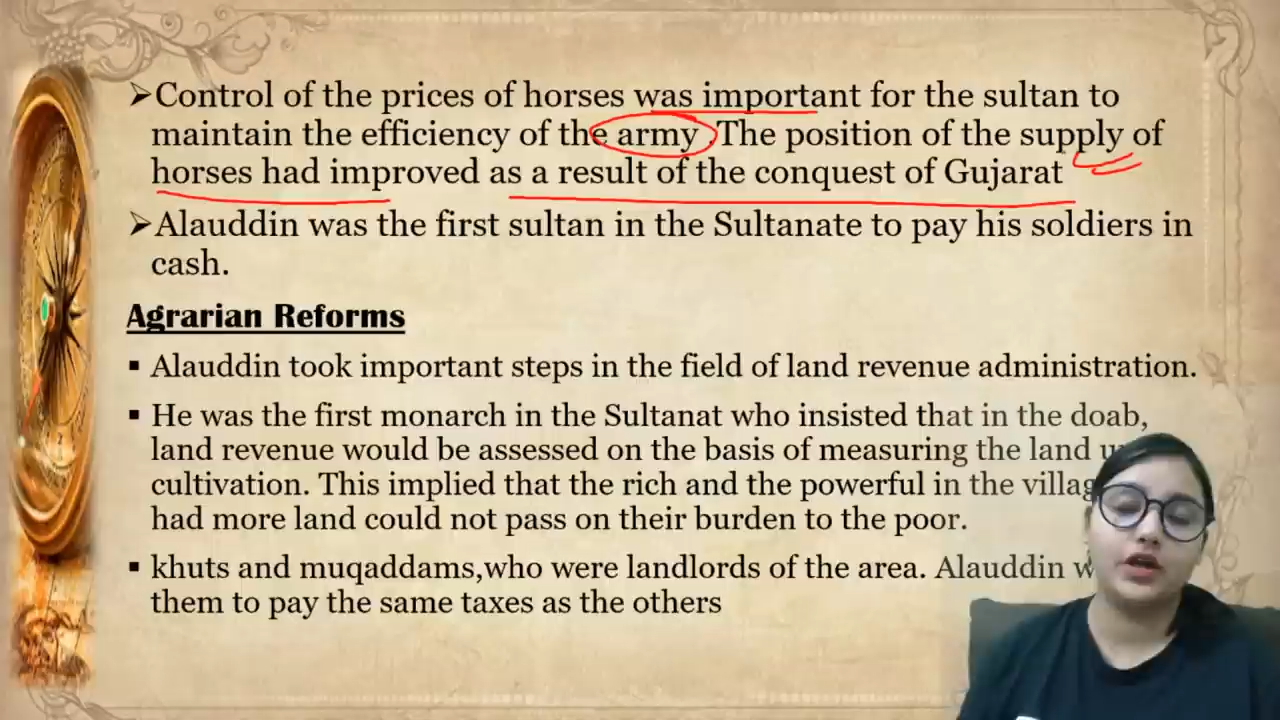 ➢Control of the prices of horses was important for the sultan to
maintain the efficiency of the army .The position of the supply of
horses had improved as a result of the conquest of Gujarat
➢Alauddin was the first sultan in the Sultanate to pay his soldiers in
cash.
Agrarian Reforms
▪ Alauddin took important steps in the field of land revenue administration.
▪ He was the first monarch in the Sultanat who insisted that in the doab,
land revenue would be assessed on the basis of measuring the land
cultivation. This implied that the rich and the powerful in the
had more land could not pass on their burden to the poor.
▪ khuts and muqaddams,who were landlords of the area. Alauddin
them to pay the same taxes as the others